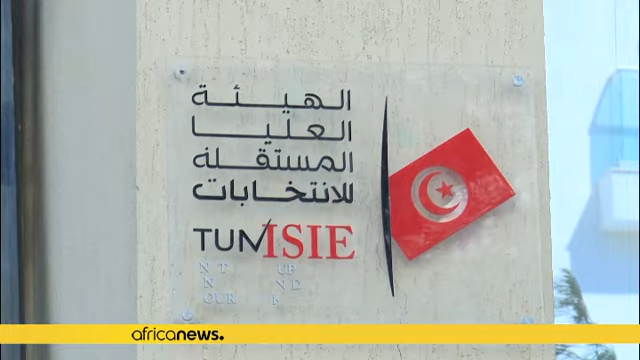 الهيئة
العليا
المستقلة
للانتخابات
TUNISIE
africanews.